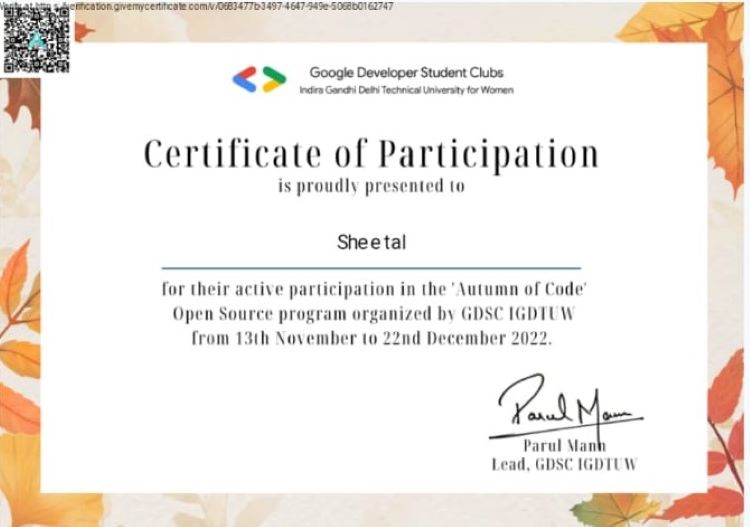 Verify at https://verification.givemycertificate.com/v/0683477b-3497-4647-949e-5068b0162747
Google Developer Student Clubs
Indira Gandhi Delhi Technical University for Women
Certificate of Participation
is proudly presented to
Sheetal
for their active participation in the 'Autumn of Code'
Open Source program organized by GDSC IGDTUW
from 13th November to 22nd December 2022.
Parul Mann
Parul Mann
Lead, GDSC IGDTUW